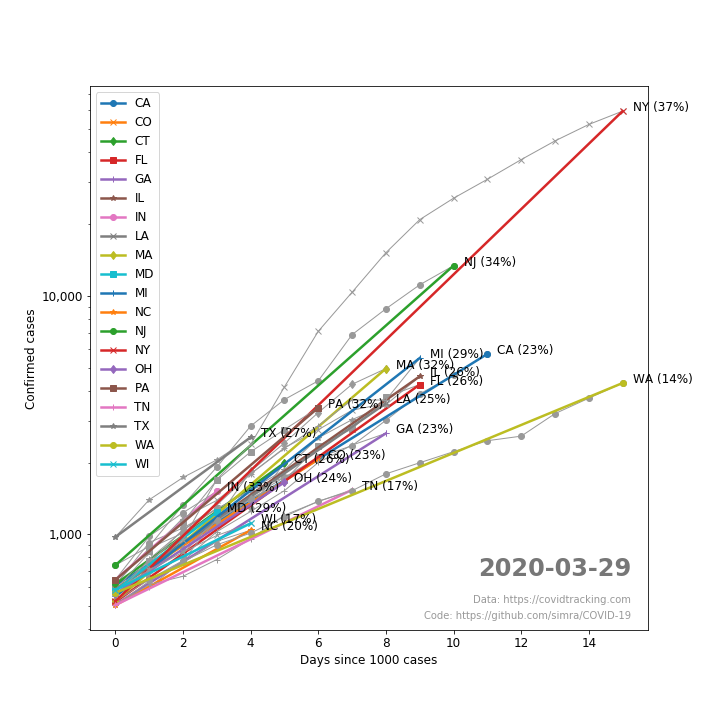 NY (37%)
CA
CO
CT
FL
GA
IL
IN
LA
MA
MD
MI
NC
NJ
NY
OH
PA
TN
TX
WA
WI
NJ (34%)
10,000
MI (29%)
CA (23%)
MA (32%)
IL (26%)
FL (26%)
WA (14%)
LA (25%)
PA (32%)
GA (23%)
TX (27%)
CT (26%)
CO (23%)
OH (24%)
TN (17%)
IN (33%)
MD (29%)
WI (17%)
NC (20%)
1,000
Confirmed cases
2020-03-29
Data: https://covidtracking.com
Code: https://github.com/simra/COVID-19
0 2 4 6 8 10 12 14
Days since 1000 cases